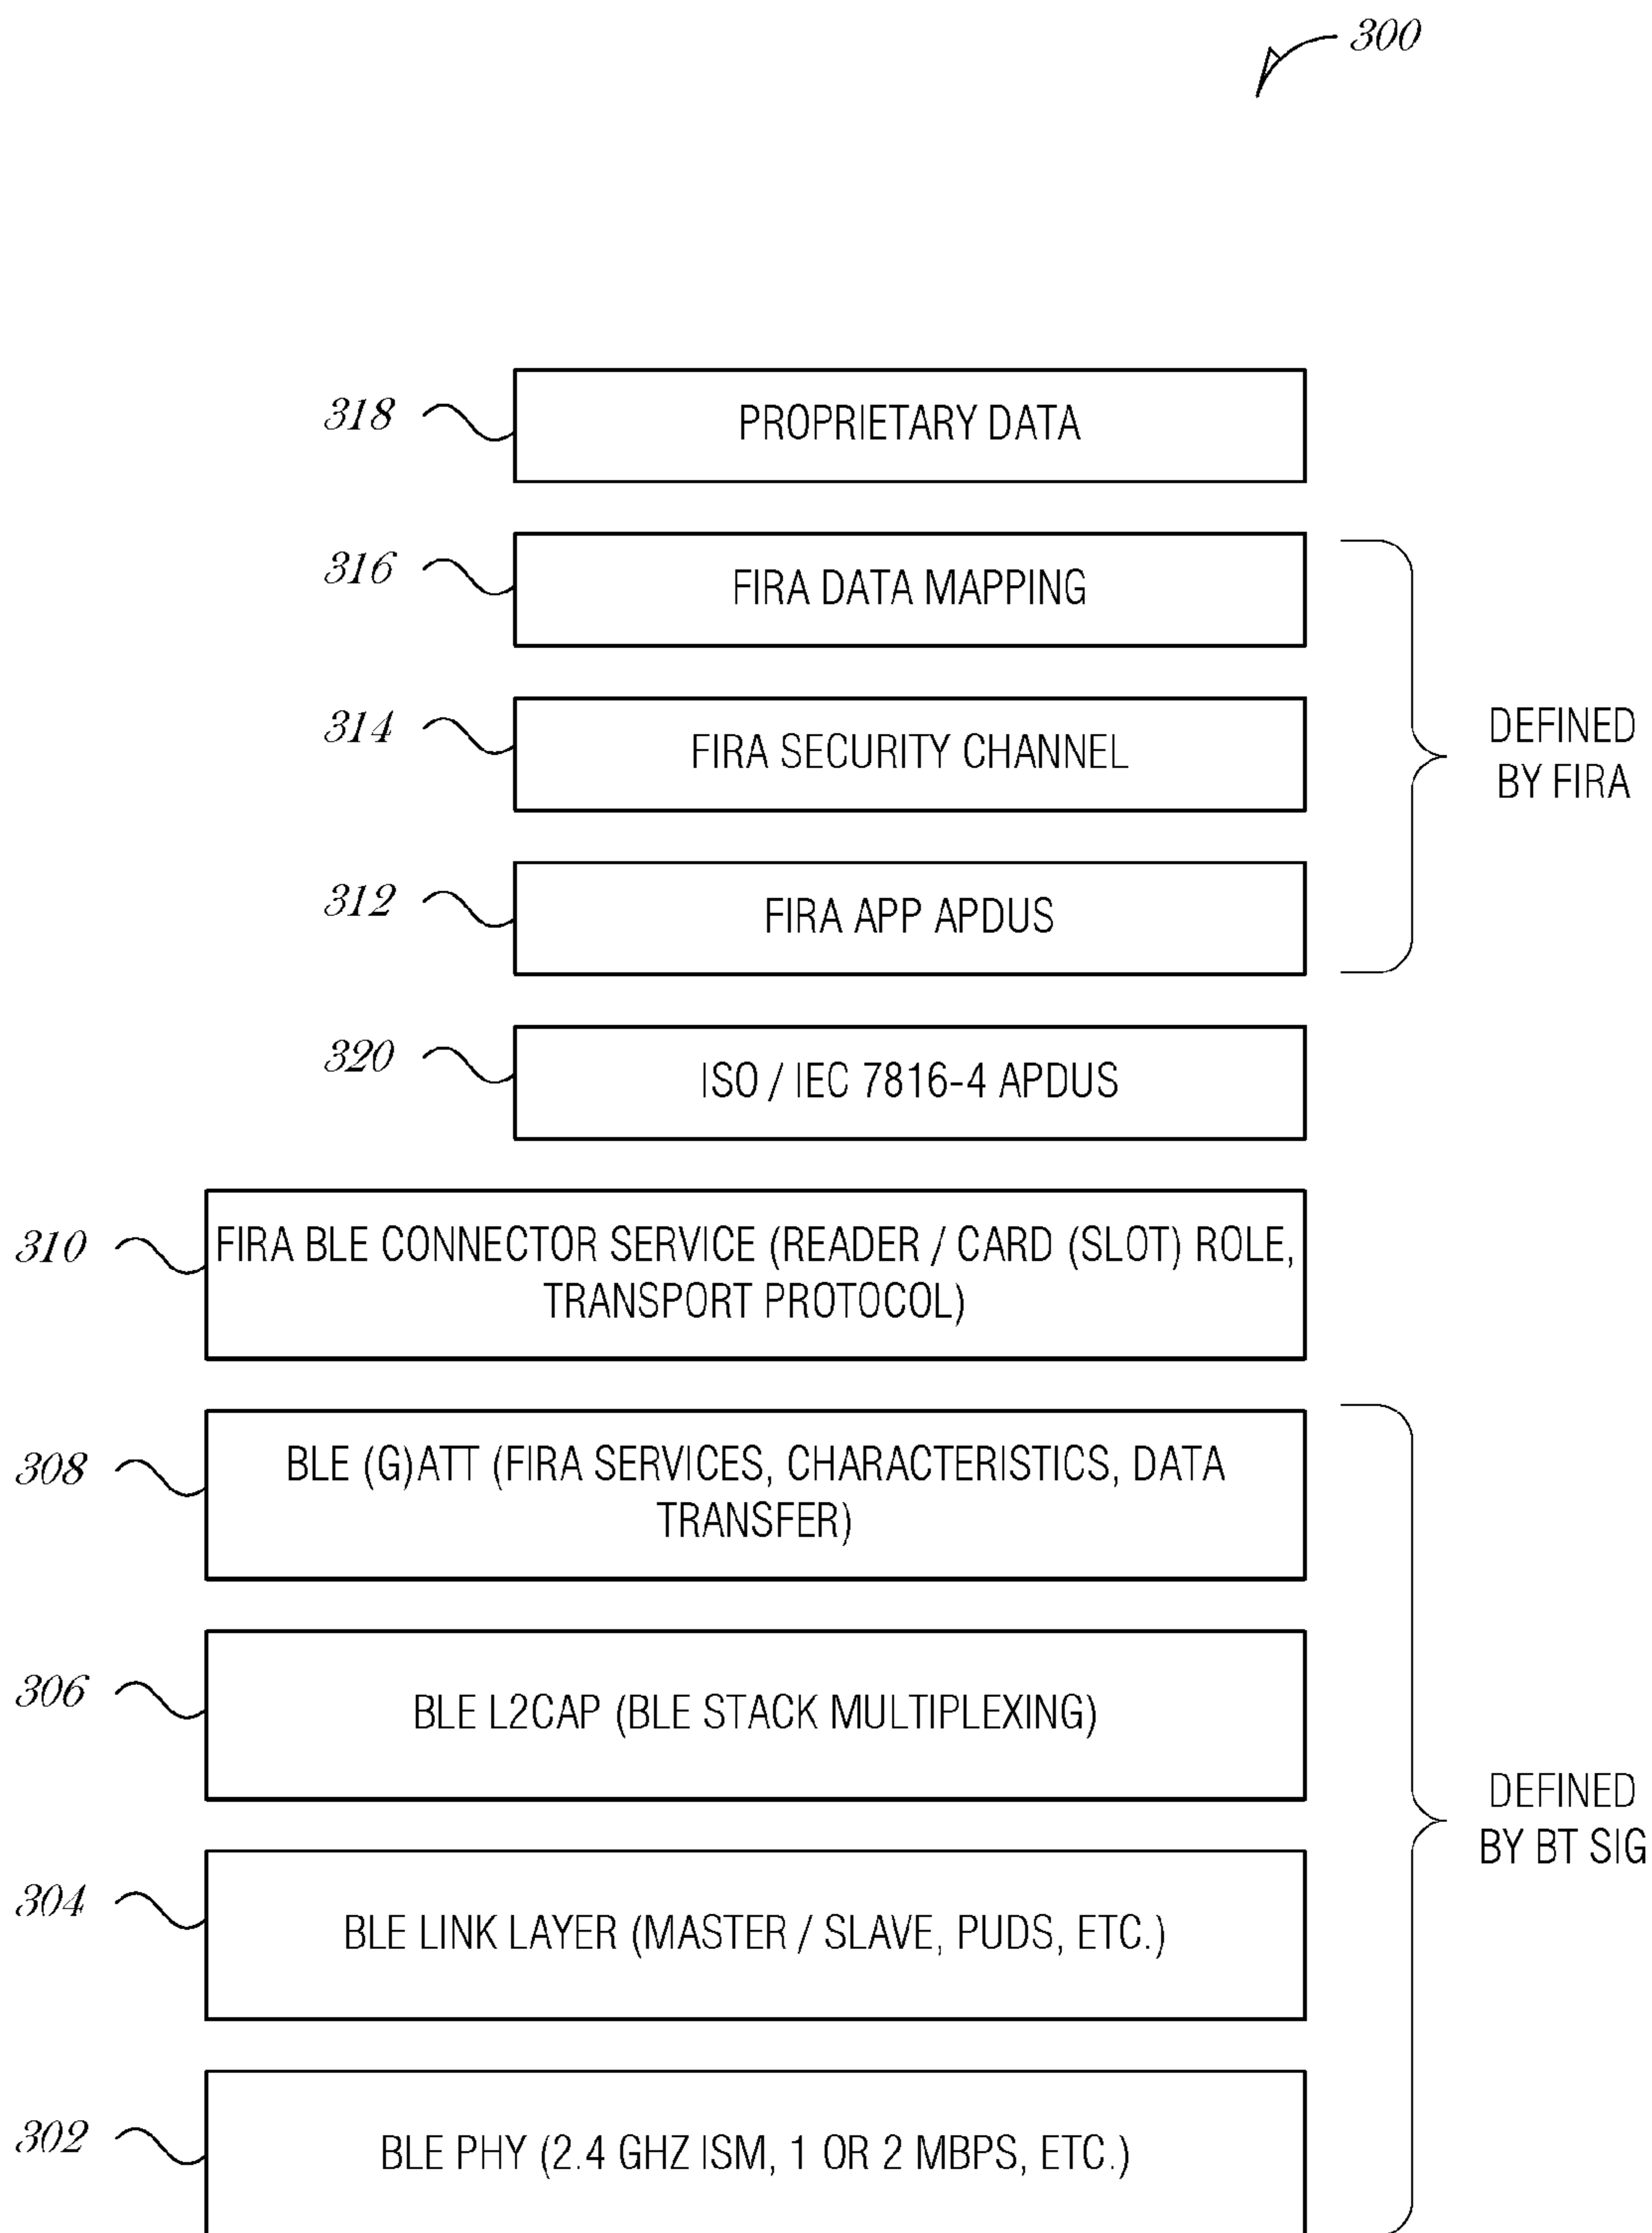 300
318
PROPRIETARY DATA
316
FIRA DATA MAPPING
314
FIRA SECURITY CHANNEL
DEFINED
BY FIRA
312
FIRA APP APDUS
320
ISO / IEC 7816-4 APDUS
310
FIRA BLE CONNECTOR SERVICE (READER / CARD (SLOT) ROLE,
TRANSPORT PROTOCOL)
308
BLE (G)ATT (FIRA SERVICES, CHARACTERISTICS, DATA
TRANSFER)
306
BLE L2CAP (BLE STACK MULTIPLEXING)
DEFINED
BY BT SIG
304
BLE LINK LAYER (MASTER / SLAVE, PUDS, ETC.)
302
BLE PHY (2.4 GHZ ISM, 1 OR 2 MBPS, ETC.)